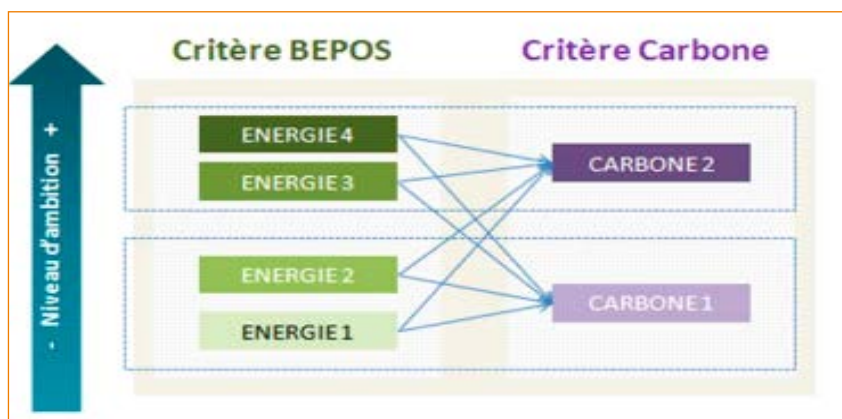 Critère BEPOS
Critère Carbone
- Niveau d'ambition +
ENERGIE 4
ENERGIE 3
CARBONE 2
ENERGIE 2
CARBONE 1
ENERGIE 1